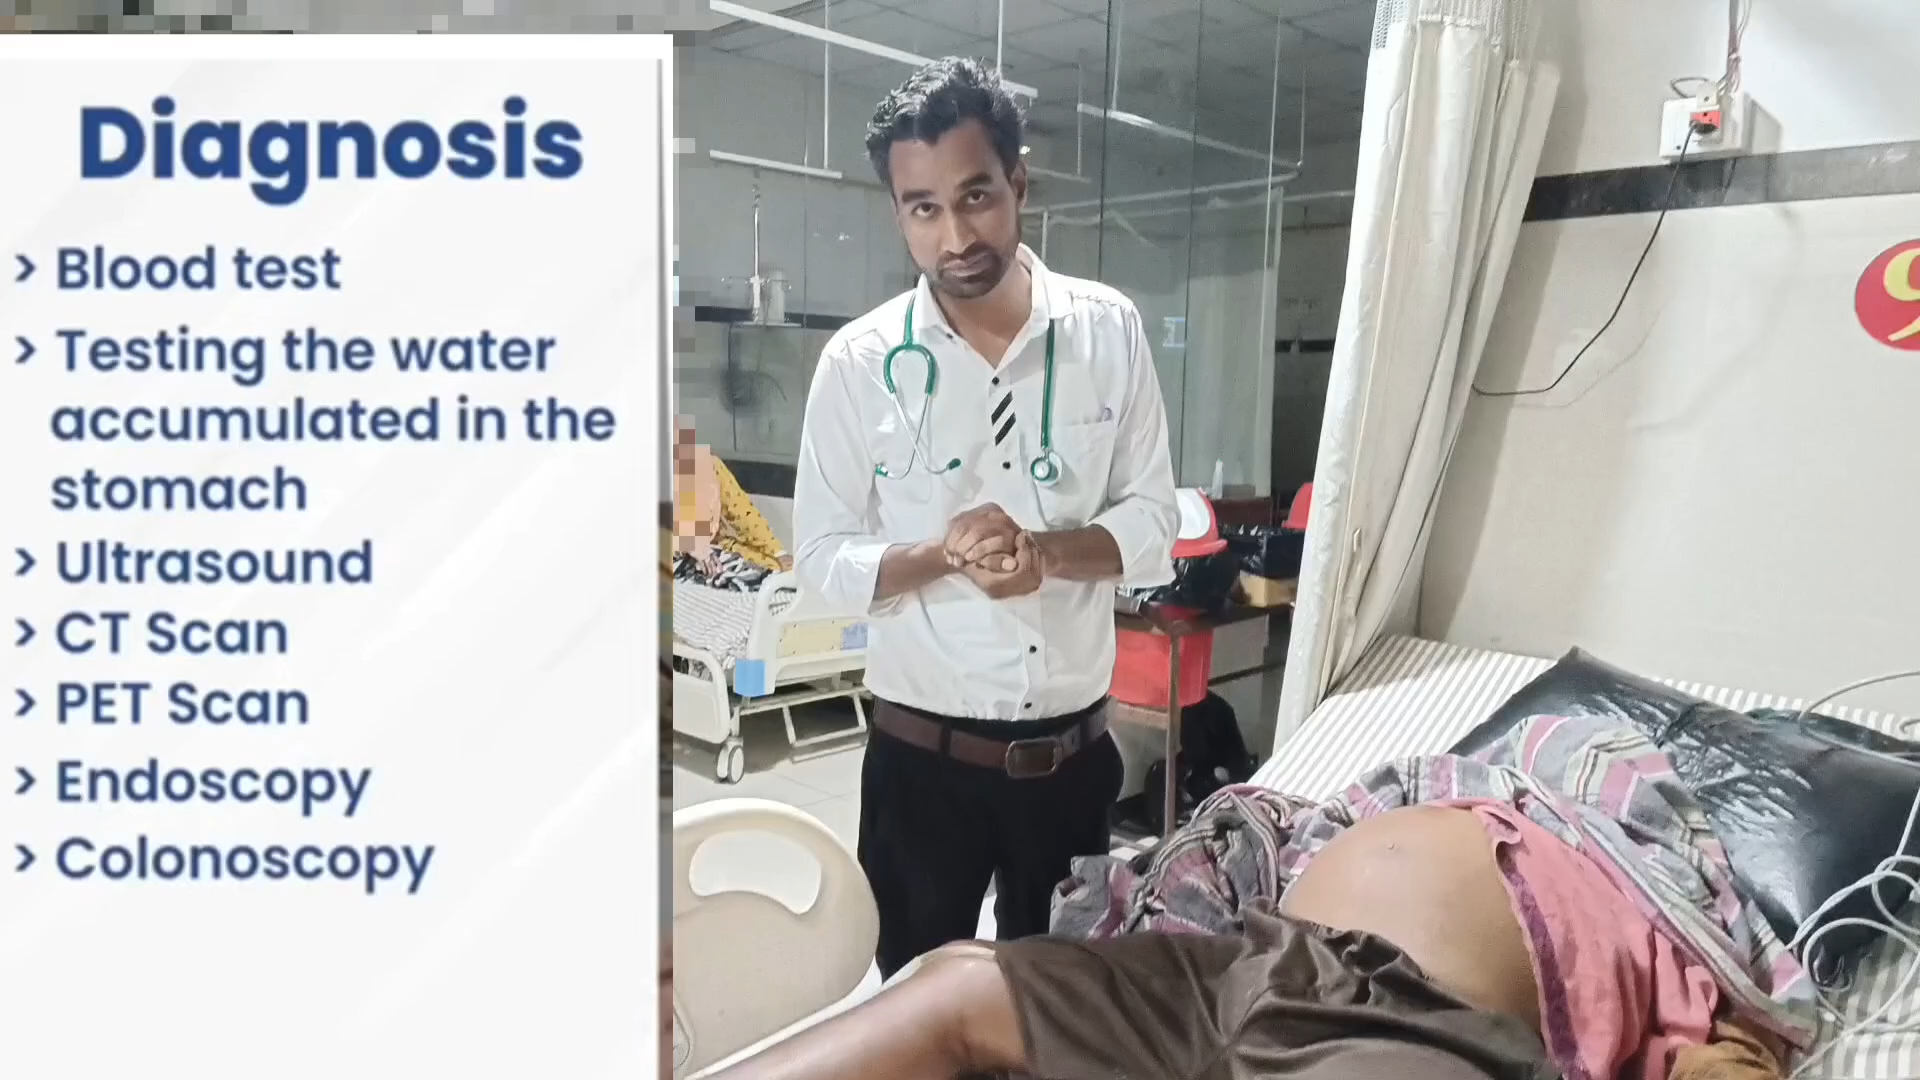 Diagnosis
> Blood test
> Testing the water
accumulated in the
stomach
> Ultrasound
> CT Scan
> PET Scan
> Endoscopy
> Colonoscopy